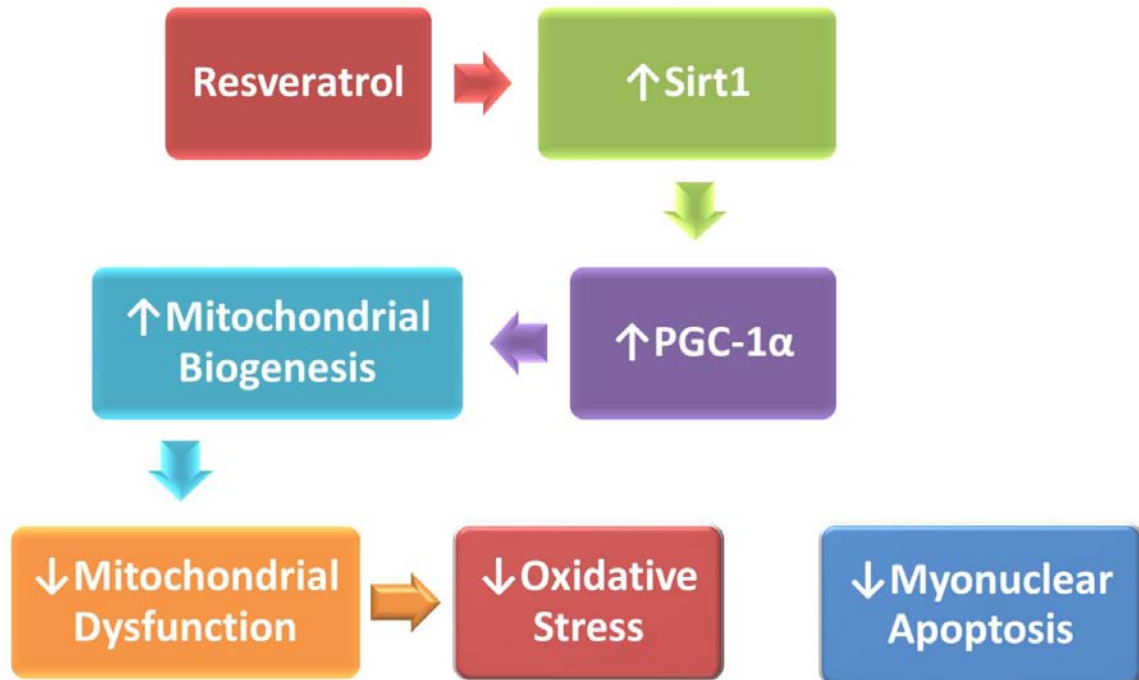 Resveratrol
↑Sirt1
↑Mitochondrial
Biogenesis
↑PGC-1α
↓Mitochondrial
Dysfunction
↓Oxidative
Stress
↓Myonuclear
Apoptosis